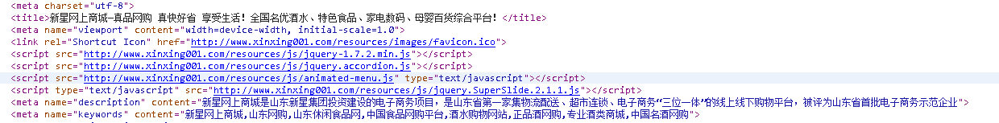 <meta charset="utf-8">
<title>新星网上商城—真品网购 真快好省 享受生活！全国名优酒水、特色食品、家电数码、母婴百货综合平台！</title>
<meta name="viewport" content="width=device-width, initial-scale=1.0">
<link rel="Shortcut Icon" href="http://www.xinxing001.com/resources/images/favicon.ico">
<script src="http://www.xinxing001.com/resources/js/jquery-1.7.2.min.js"></script>
<script src="http://www.xinxing001.com/resources/js/jquery.accordion.js"></script>
<script src="http://www.xinxing001.com/resources/js/animated-menu.js" type="text/javascript"></script>
<script type="text/javascript" src="http://www.xinxing001.com/resources/js/jquery.SuperSlide.2.1.1.js"></script>
<meta name="description" content="新星网上商城是山东新星集团投资建设的电子商务项目，是山东省第一家集物流配送、超市连锁、电子商务“三位一体”的线上线下购物平台，被评为山东省首批电子商务示范企业">
<meta name="keywords" content="新星网上商城,山东网购,山东休闲食品网,中国食品网购平台,酒水购物网站,正品酒网购,专业酒类商城,中国名酒网购">